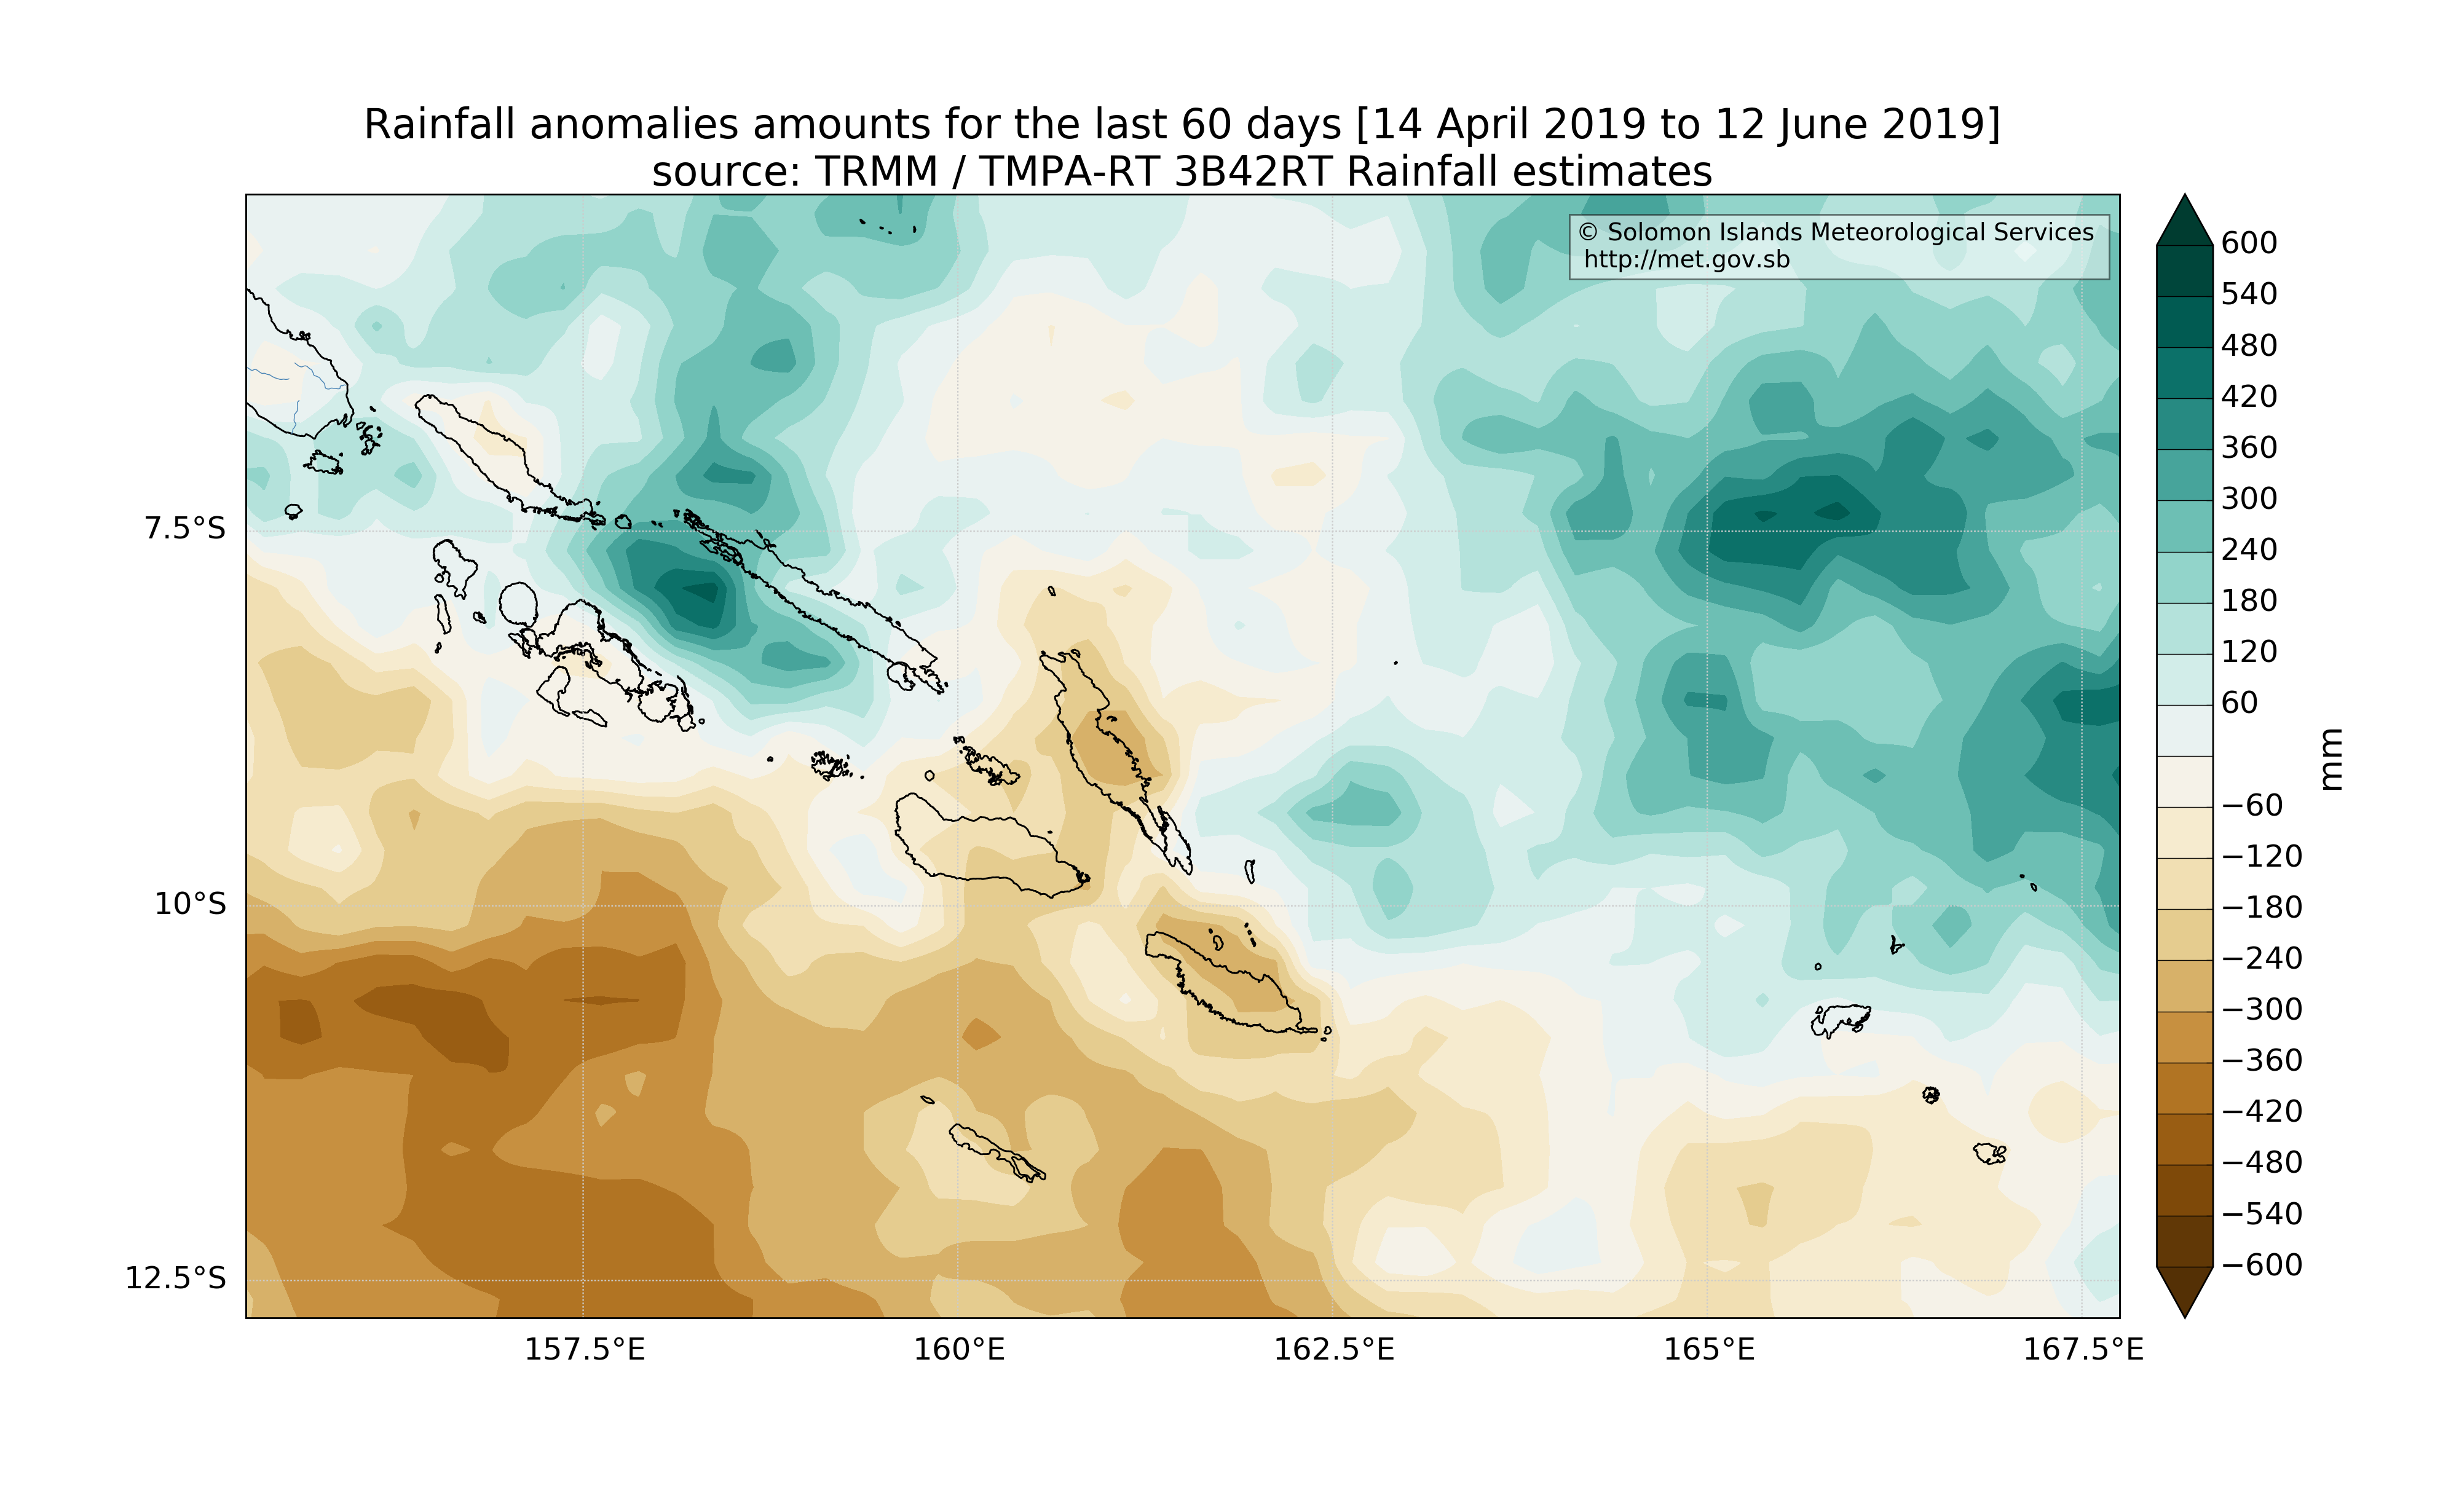 Rainfall anomalies amounts for the last 60 days [14 April 2019 to 12 June 2019]
source: TRMM / TMPA-RT 3B42RT Rainfall estimates
© Solomon Islands Meteorological Services
http://met.gov.sb
7.5°S
10°S
12.5°S
157.5°E
160°E
162.5°E
165°E
167.5°E
600
540
480
420
360
300
240
180
120
60
−60
−120
−180
−240
−300
−360
−420
−480
−540
−600
mm